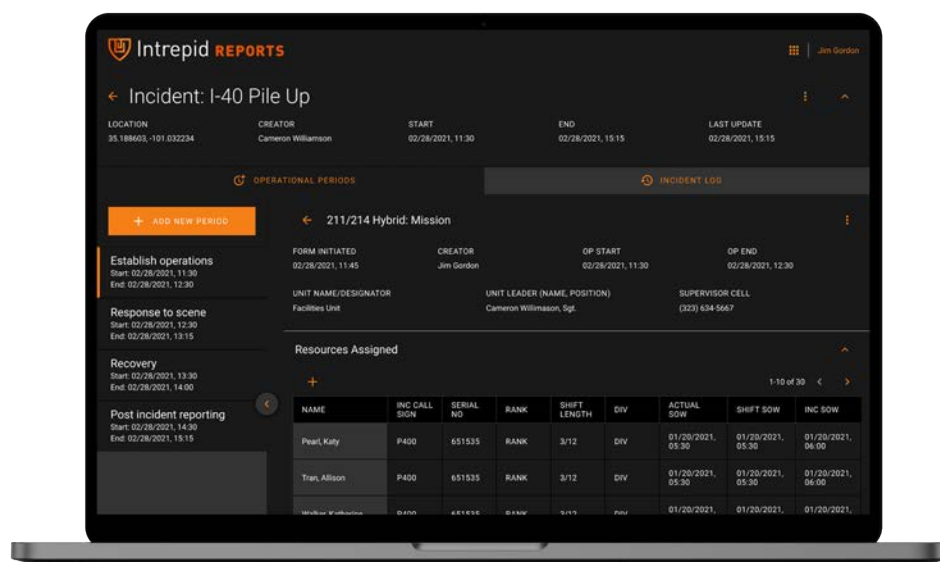 Intrepid REPORTS
Jim Gordon
Incident: I-40 Pile Up
LOCATION CREATOR START END LAST UPDATE
35.188603, -101.032234 Cameron Williamson 02/28/2021, 11:30 02/28/2021, 15:15 02/28/2021, 15:15
OPERATIONAL PERIODS INCIDENT LOG
+ ADD NEW PERIOD
Establish operations
Start: 02/28/2021, 11:30
End: 02/28/2021, 12:30
Response to scene
Start: 02/28/2021, 12:30
End: 02/28/2021, 13:15
Recovery
Start: 02/28/2021, 13:30
End: 02/28/2021, 14:00
Post incident reporting
Start: 02/28/2021, 14:30
End: 02/28/2021, 15:15
211/214 Hybrid: Mission
FORM INITIATED CREATOR OP START OP END
02/28/2021, 11:45 Jim Gordon 02/28/2021, 11:30 02/28/2021, 12:30
UNIT NAME/DESIGNATOR UNIT LEADER (NAME, POSITION) SUPERVISOR CELL
Facilities Unit Cameron Willimason, Sgt. (323) 634-5667
Resources Assigned
+ 1-10 of 30
NAME INC CALL SIGN SERIAL NO RANK SHIFT LENGTH DIV ACTUAL SOW SHIFT SOW INC SOW
Pearl, Katy P400 651535 RANK 3/12 DIV 01/20/2021, 05:30 01/20/2021, 05:30 01/20/2021, 06:00
Tran, Allison P400 651535 RANK 3/12 DIV 01/20/2021, 05:30 01/20/2021, 05:30 01/20/2021, 06:00
Walker, Katherine P400 651535 RANK 3/12 DIV 01/20/2021, 01/20/2021, 01/20/2021,